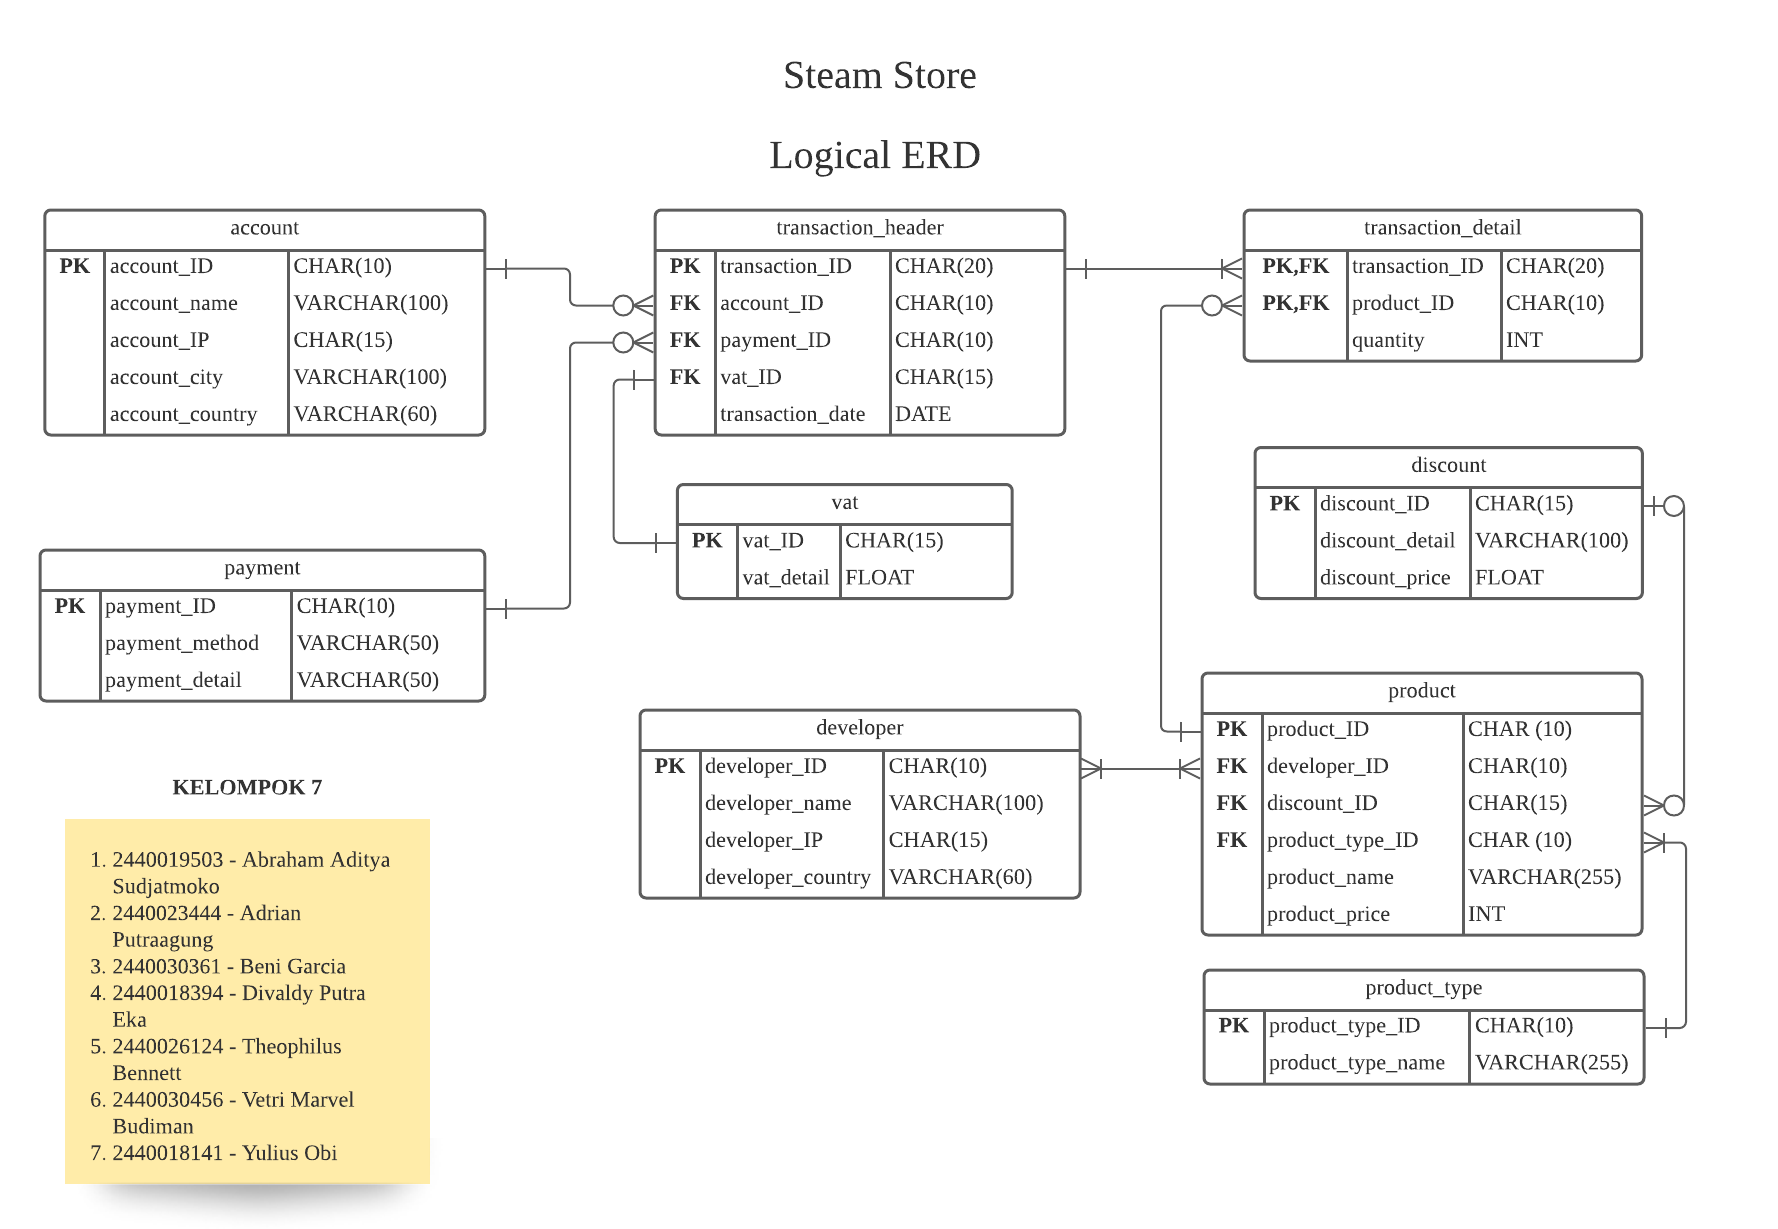 Steam Store
Logical ERD
account
PK account_ID CHAR(10)
account_name VARCHAR(100)
account_IP CHAR(15)
account_city VARCHAR(100)
account_country VARCHAR(60)
transaction_header
PK transaction_ID CHAR(20)
FK account_ID CHAR(10)
FK payment_ID CHAR(10)
FK vat_ID CHAR(15)
transaction_date DATE
transaction_detail
PK,FK transaction_ID CHAR(20)
PK,FK product_ID CHAR(10)
quantity INT
vat
PK vat_ID CHAR(15)
vat_detail FLOAT
discount
PK discount_ID CHAR(15)
discount_detail VARCHAR(100)
discount_price FLOAT
payment
PK payment_ID CHAR(10)
payment_method VARCHAR(50)
payment_detail VARCHAR(50)
developer
PK developer_ID CHAR(10)
developer_name VARCHAR(100)
developer_IP CHAR(15)
developer_country VARCHAR(60)
product
PK product_ID CHAR (10)
FK developer_ID CHAR(10)
FK discount_ID CHAR(15)
FK product_type_ID CHAR (10)
product_name VARCHAR(255)
product_price INT
product_type
PK product_type_ID CHAR(10)
product_type_name VARCHAR(255)
KELOMPOK 7
1. 2440019503 - Abraham Aditya
Sudjatmoko
2. 2440023444 - Adrian
Putraagung
3. 2440030361 - Beni Garcia
4. 2440018394 - Divaldy Putra
Eka
5. 2440026124 - Theophilus
Bennett
6. 2440030456 - Vetri Marvel
Budiman
7. 2440018141 - Yulius Obi